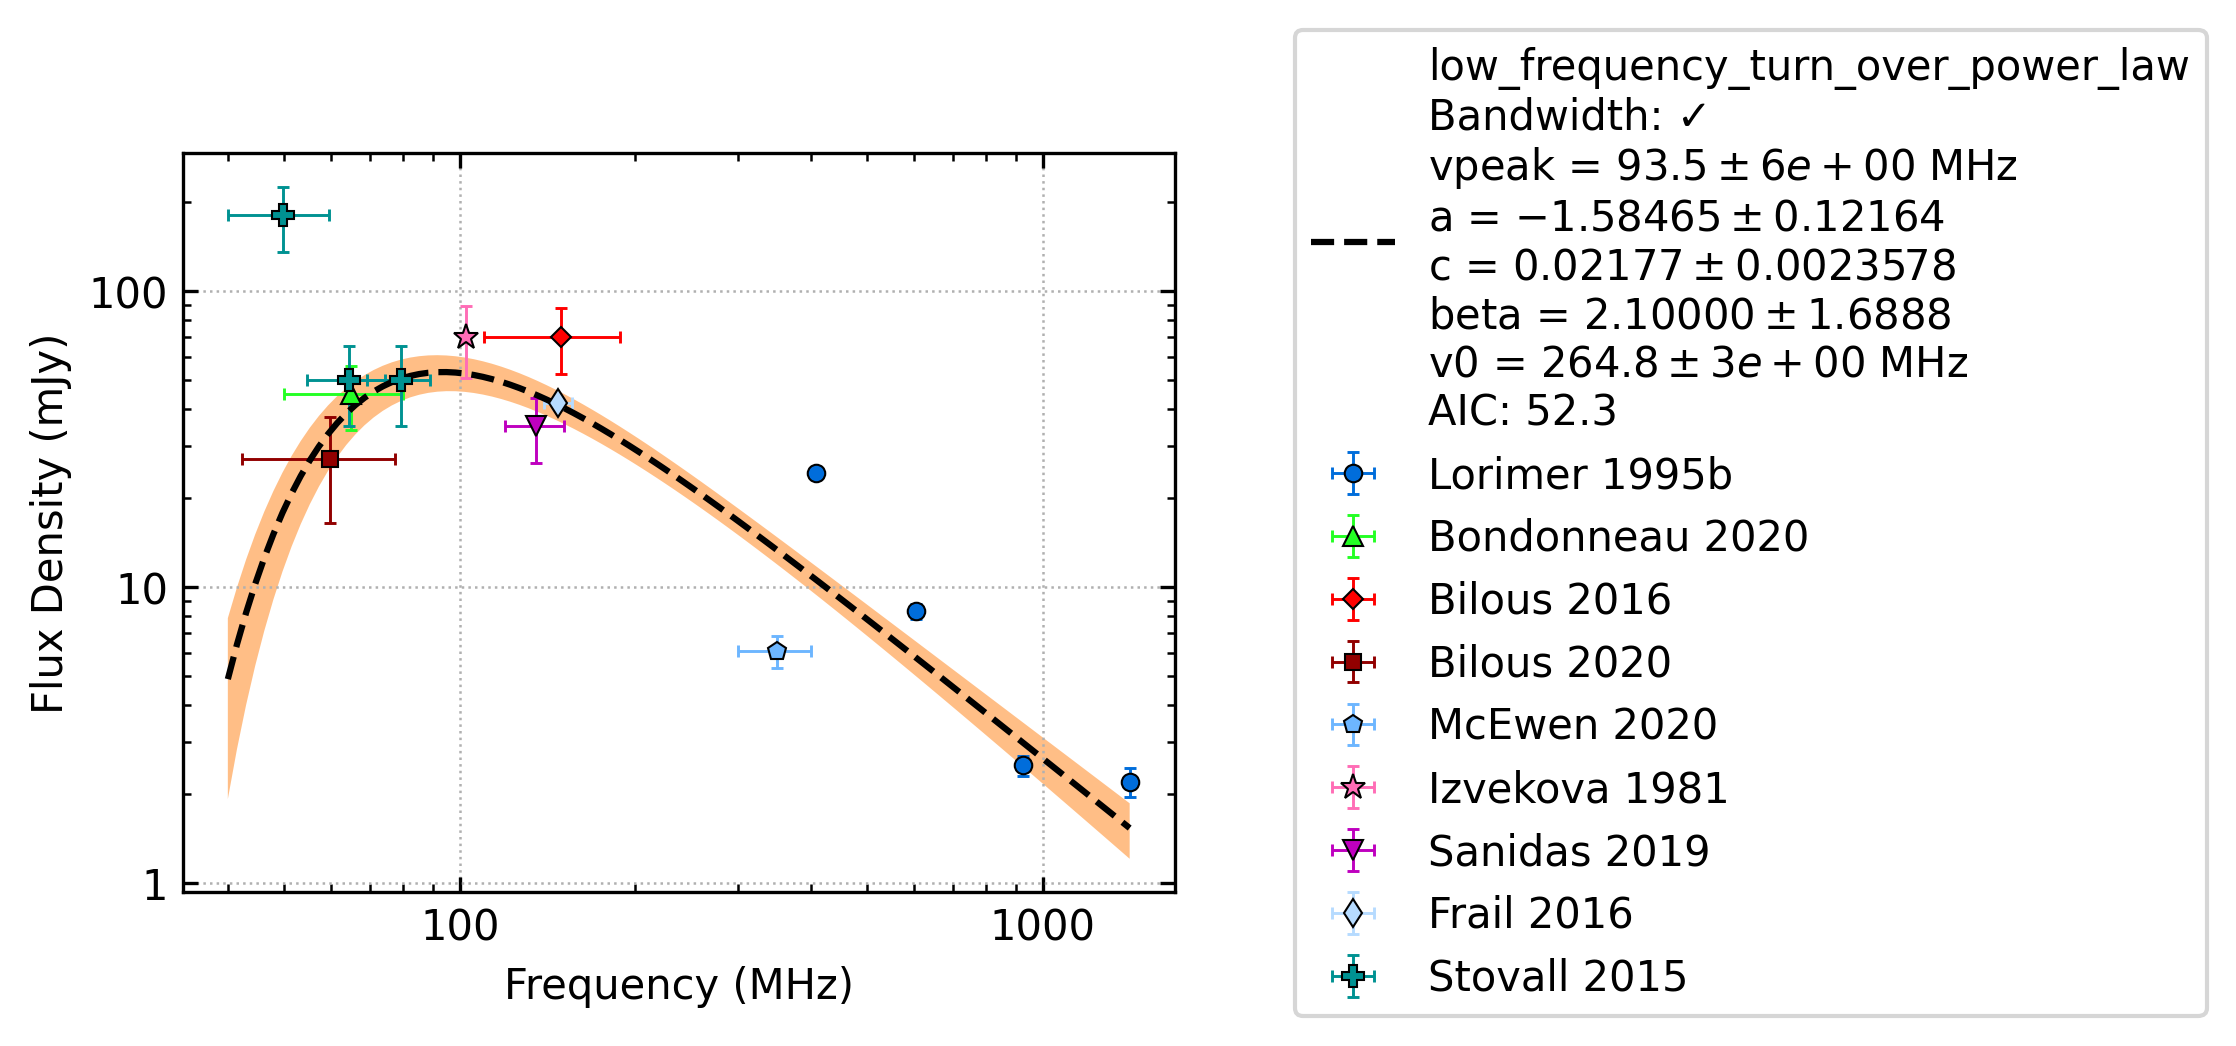 low_frequency_turn_over_power_law
Bandwidth: ✓
vpeak = 93.5 ± 6e + 00 MHz
a = −1.58465 ± 0.12164
c = 0.02177 ± 0.0023578
beta = 2.10000 ± 1.6888
v0 = 264.8 ± 3e + 00 MHz
AIC: 52.3
Lorimer 1995b
Bondonneau 2020
Bilous 2016
Bilous 2020
McEwen 2020
Izvekova 1981
Sanidas 2019
Frail 2016
Stovall 2015
Flux Density (mJy)
100
10
1
100
1000
Frequency (MHz)